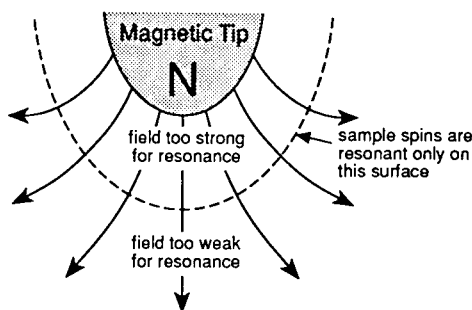 Magnetic Tip
N
field too strong
for resonance
sample spins are
resonant only on
this surface
field too weak
for resonance